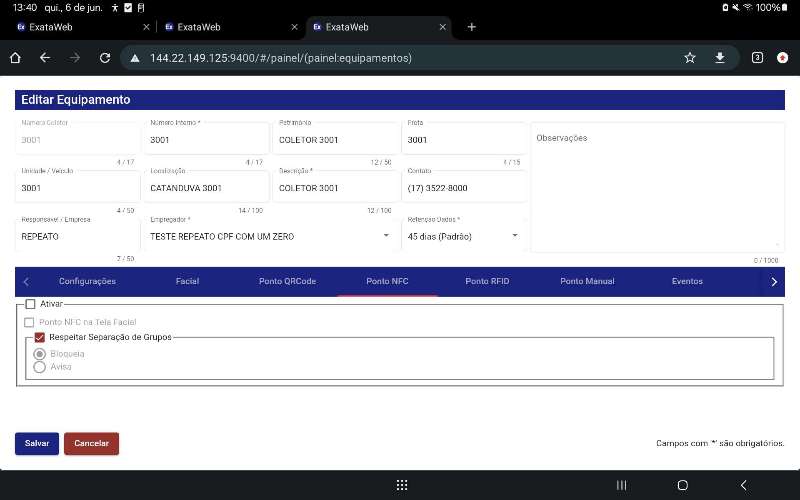 13:40 qui., 6 de jun. 100%
ExataWeb
ExataWeb
ExataWeb
144.22.149.125:9400/#/painel/(painel:equipamentos)
3
Editar Equipamento
Número Coletor
3001
4 / 17
Número Interno *
3001
4 / 17
Patrimônio
COLETOR 3001
12 / 50
Frota
3001
4 / 15
Observações
0 / 1000
Unidade / Veículo
3001
4 / 50
Localização
CATANDUVA 3001
14 / 100
Descrição *
COLETOR 3001
12 / 100
Contato
(17) 3522-8000
Responsável / Empresa
REPEATO
7 / 50
Empregador *
TESTE REPEATO CPF COM UM ZERO
Retenção Dados *
45 dias (Padrão)
Configurações
Facial
Ponto QRCode
Ponto NFC
Ponto RFID
Ponto Manual
Eventos
Ativar
Ponto NFC na Tela Facial
Respeitar Separação de Grupos
Bloqueia
Avisa
Salvar
Cancelar
Campos com '*' são obrigatórios.